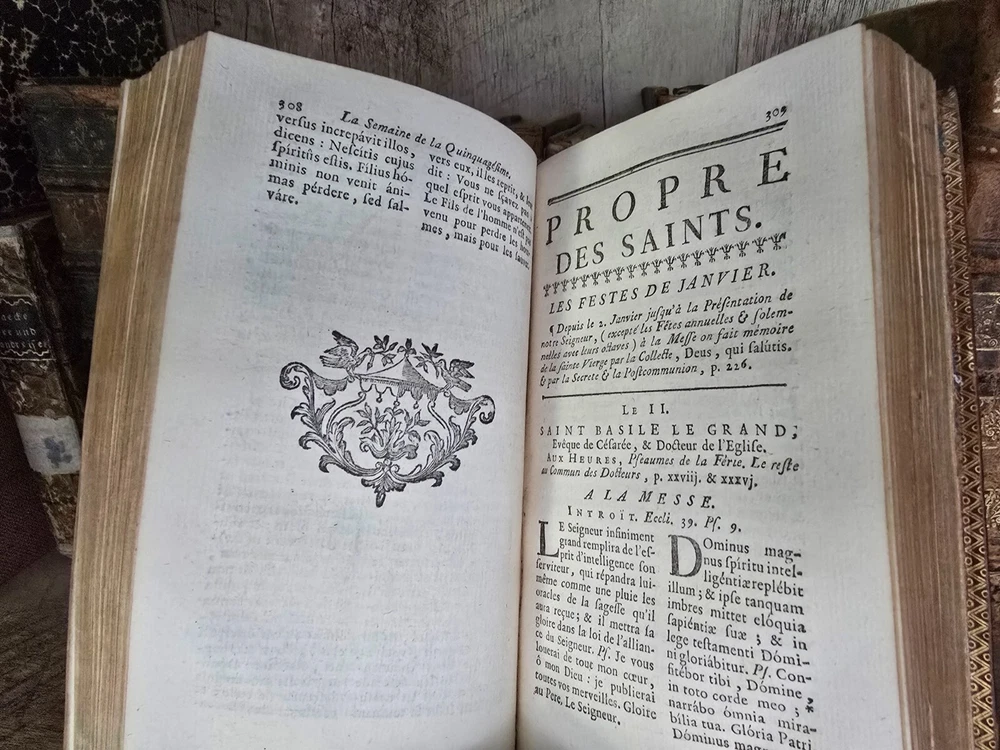 308
La Semaine de la Quinquagésime.
versus increpávit illos,
dicens : Neſcítis cujus
ſpíritûs eſtis. Fílius hó-
minis non venit áni-
mas pérdere, ſed ſal-
váre.
vers eux, il les reprit, & leur
dit : Vous ne ſçavez pas à
quel eſprit vous appartenez.
Le Fils de l'homme n'eſt pas
venu pour perdre les hom-
mes, mais pour les ſauver.
309
PROPRE
DES SAINTS.
LES FESTES DE JANVIER.
¶ Depuis le 2. Janvier juſqu'à la Préſentation de
notre Seigneur, (excepté les Fêtes annuelles & ſolem-
nelles avec leurs octaves) à la Meſſe on fait mémoire
de la ſainte Vierge par la Collecte, Deus, qui ſalútis.
& par la Secrete & la Poſtcommunion, p. 226.
LE II.
SAINT BASILE LE GRAND,
Evêque de Céſarée, & Docteur de l'Egliſe.
AUX HEURES, Pſeaumes de la Férie. Le reſte
au Commun des Docteurs, p. xxviij. & xxxvj.
A LA MESSE.
INTROÏT. Eccli. 39. Pſ. 9.
LE Seigneur infiniment
grand remplira de l'eſ-
prit d'intelligence ſon
ſerviteur, qui répandra lui-
même comme une pluie les
oracles de la ſageſſe qu'il
aura reçue ; & il mettra ſa
gloire dans la loi de l'allian-
ce du Seigneur. Pſ. Je vous
louerai de tout mon cœur,
ô mon Dieu : je publierai
toutes vos merveilles. Gloire
au Pere. Le Seigneur.
DOminus mag-
nus ſpíritu intel-
ligéntiæ replébit
illum ; & ipſe tanquam
imbres mittet elóquia
ſapiéntiæ ſuæ ; & in
lege teſtamenti Dómi-
ni gloriábitur. Pſ. Con-
fitébor tibi, Dómine,
in toto corde meo ; *
narrábo ómnia mira-
bília tua. Glória Patri
Dóminus mag